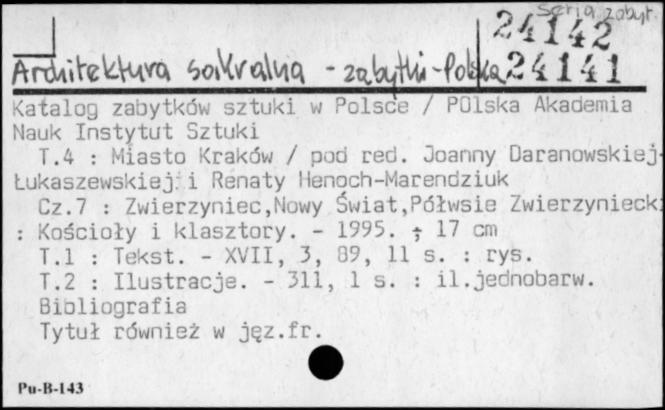 seria zabyt.
24142
Architektura sakralna - zabytki - Polska 24141
Katalog zabytków sztuki w Polsce / POlska Akademia
Nauk Instytut Sztuki
T.4 : Miasto Kraków / pod red. Joanny Daranowskiej-
Łukaszewskiej i Renaty Henoch-Marendziuk
Cz.7 : Zwierzyniec,Nowy Świat,Półwsie Zwierzynieck
: Kościoły i klasztory. - 1995. ; 17 cm
T.1 : Tekst. - XVII, 3, 89, 11 s. : rys.
T.2 : Ilustracje. - 311, 1 s. : il.jednobarw.
Bibliografia
Tytuł również w jęz.fr.
Pu-B-143